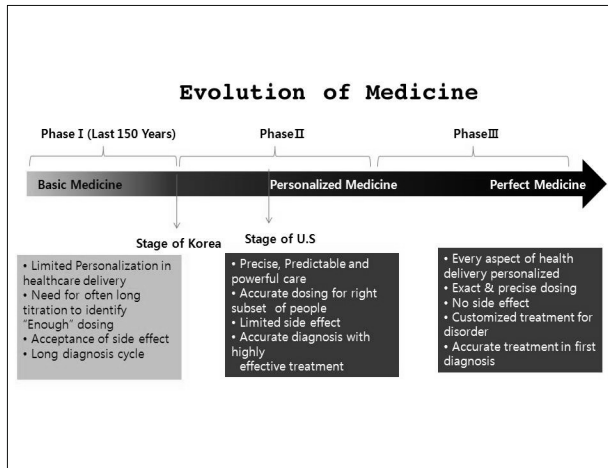 Evolution of Medicine
Phase I (Last 150 Years)
PhaseⅡ
PhaseⅢ
Basic Medicine
Personalized Medicine
Perfect Medicine
Stage of Korea
Stage of U.S
• Limited Personalization in
healthcare delivery
• Need for often long
titration to identify
“Enough” dosing
• Acceptance of side effect
• Long diagnosis cycle
• Precise, Predictable and
powerful care
• Accurate dosing for right
subset of people
• Limited side effect
• Accurate diagnosis with
highly
effective treatment
• Every aspect of health
delivery personalized
• Exact & precise dosing
• No side effect
• Customized treatment for
disorder
• Accurate treatment in first
diagnosis